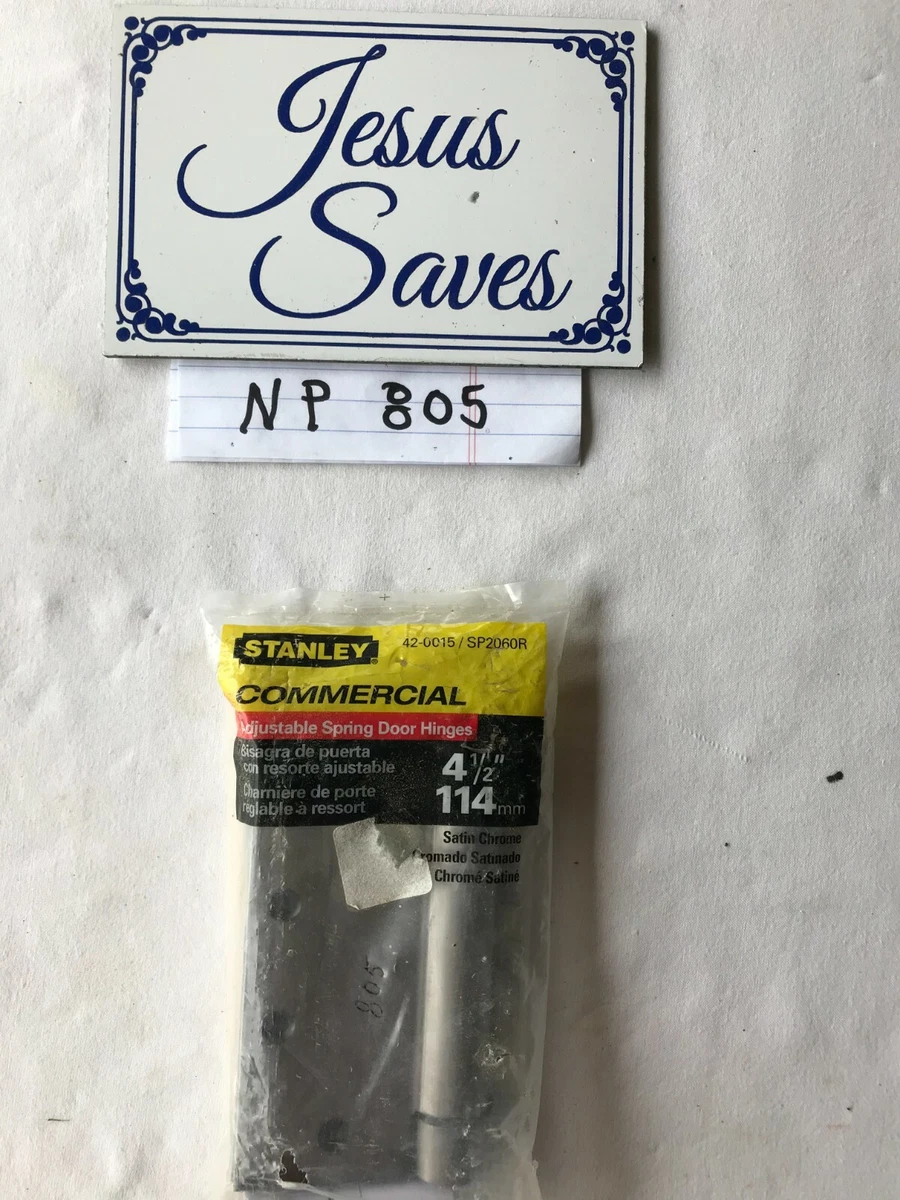 Jesus
Saves
NP 805
STANLEY
42-0015 / SP2060R
COMMERCIAL
Adjustable Spring Door Hinges
Bisagra de puerta
con resorte ajustable
4 1/2"
Charnière de porte
réglable à ressort
114mm
Satin Chrome
Cromado Satinado
Chromé Satiné
805